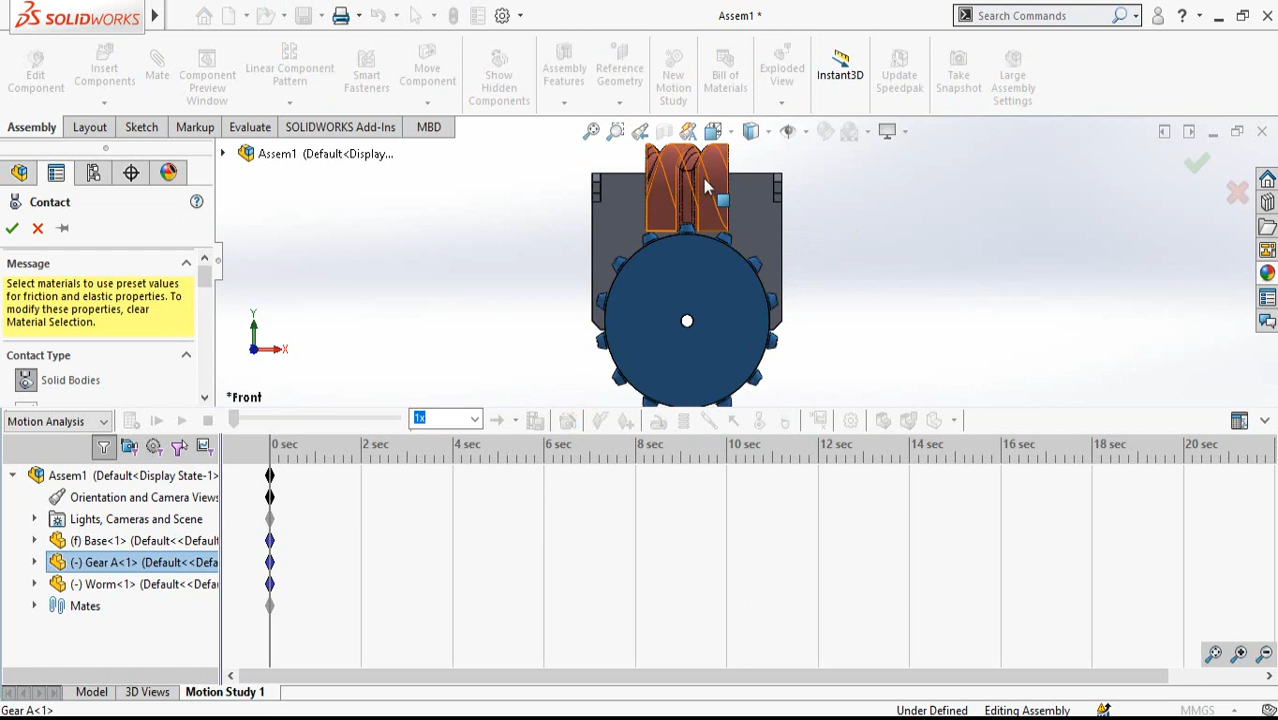 SOLIDWORKS
Assem1 *
Search Commands
Edit Component
Insert Components
Mate
Component Preview Window
Linear Component Pattern
Smart Fasteners
Move Component
Show Hidden Components
Assembly Features
Reference Geometry
New Motion Study
Bill of Materials
Exploded View
Instant3D
Update Speedpak
Take Snapshot
Large Assembly Settings
Assembly Layout Sketch Markup Evaluate SOLIDWORKS Add-Ins MBD
Assem1 (Default<Display...
Contact
Message
Select materials to use preset values
for friction and elastic properties. To
modify these properties, clear
Material Selection.
Contact Type
Solid Bodies
Y
X
*Front
Motion Analysis
1x
0 sec 2 sec 4 sec 6 sec 8 sec 10 sec 12 sec 14 sec 16 sec 18 sec 20 sec
Assem1 (Default<Display State-1>
Orientation and Camera Views
Lights, Cameras and Scene
(f) Base<1> (Default<<Default
(-) Gear A<1> (Default<<Defa
(-) Worm<1> (Default<<Defau
Mates
Model 3D Views Motion Study 1
Gear A<1>
Under Defined Editing Assembly MMGS